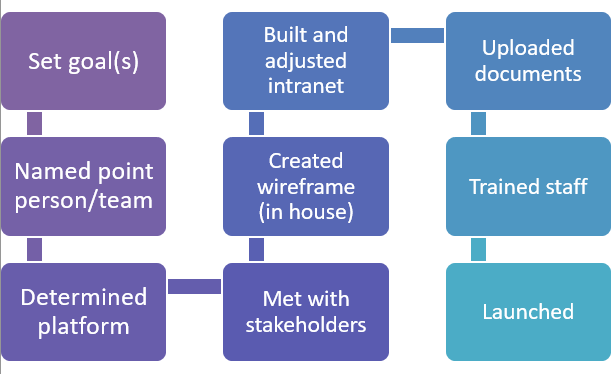 Set goal(s)
Named point
person/team
Determined
platform
Met with
stakeholders
Created
wireframe
(in house)
Built and
adjusted
intranet
Uploaded
documents
Trained staff
Launched